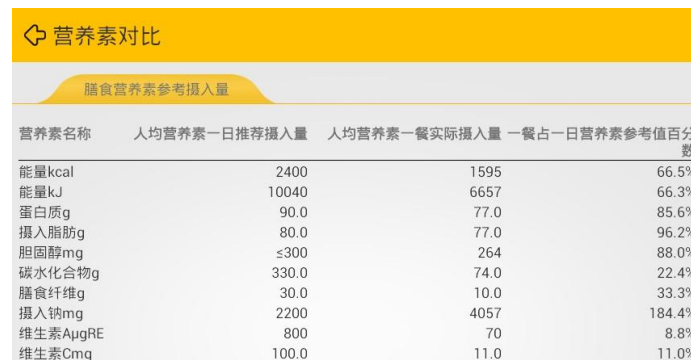 营养素对比
膳食营养素参考摄入量
营养素名称 人均营养素一日推荐摄入量 人均营养素一餐实际摄入量 一餐占一日营养素参考值百分
数
能量kcal 2400 1595 66.5%
能量kJ 10040 6657 66.3%
蛋白质g 90.0 77.0 85.6%
摄入脂肪g 80.0 77.0 96.2%
胆固醇mg ≤300 264 88.0%
碳水化合物g 330.0 74.0 22.4%
膳食纤维g 30.0 10.0 33.3%
摄入钠mg 2200 4057 184.4%
维生素AμgRE 800 70 8.8%
维生素Cmg 100.0 11.0 11.0%